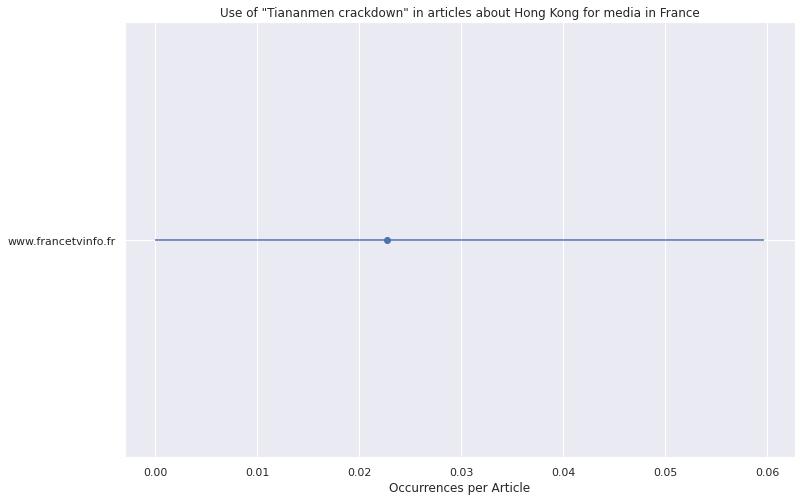 Use of "Tiananmen crackdown" in articles about Hong Kong for media in France
www.francetvinfo.fr
0.00 0.01 0.02 0.03 0.04 0.05 0.06
Occurrences per Article